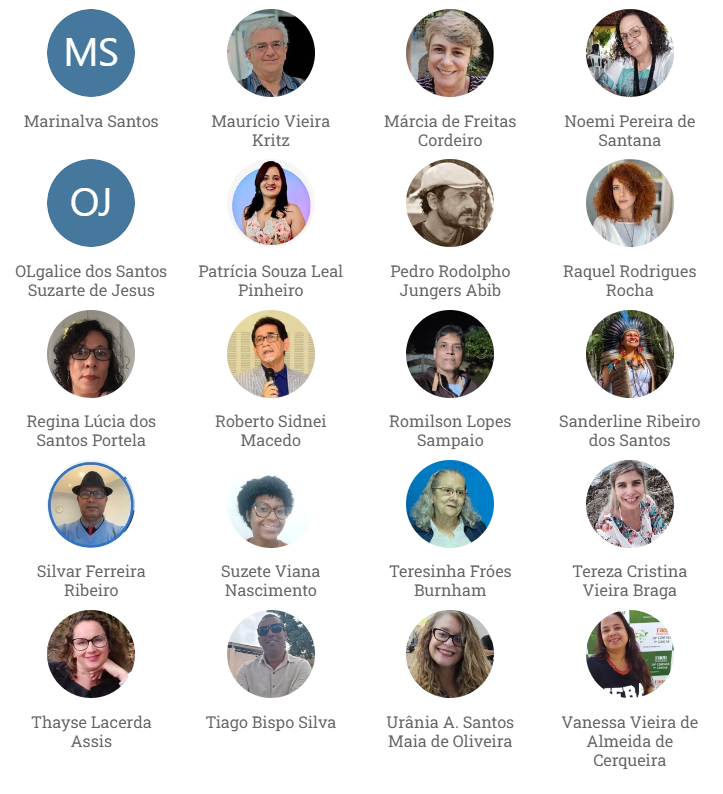 MS
Marinalva Santos
Maurício Vieira
Kritz
Márcia de Freitas
Cordeiro
Noemi Pereira de
Santana
OJ
OLgalice dos Santos
Suzarte de Jesus
Patrícia Souza Leal
Pinheiro
Pedro Rodolpho
Jungers Abib
Raquel Rodrigues
Rocha
Regina Lúcia dos
Santos Portela
Roberto Sidnei
Macedo
Romilson Lopes
Sampaio
Sanderline Ribeiro
dos Santos
Silvar Ferreira
Ribeiro
Suzete Viana
Nascimento
Teresinha Fróes
Burnham
Tereza Cristina
Vieira Braga
Thayse Lacerda
Assis
Tiago Bispo Silva
Urânia A. Santos
Maia de Oliveira
Vanessa Vieira de
Almeida de
Cerqueira